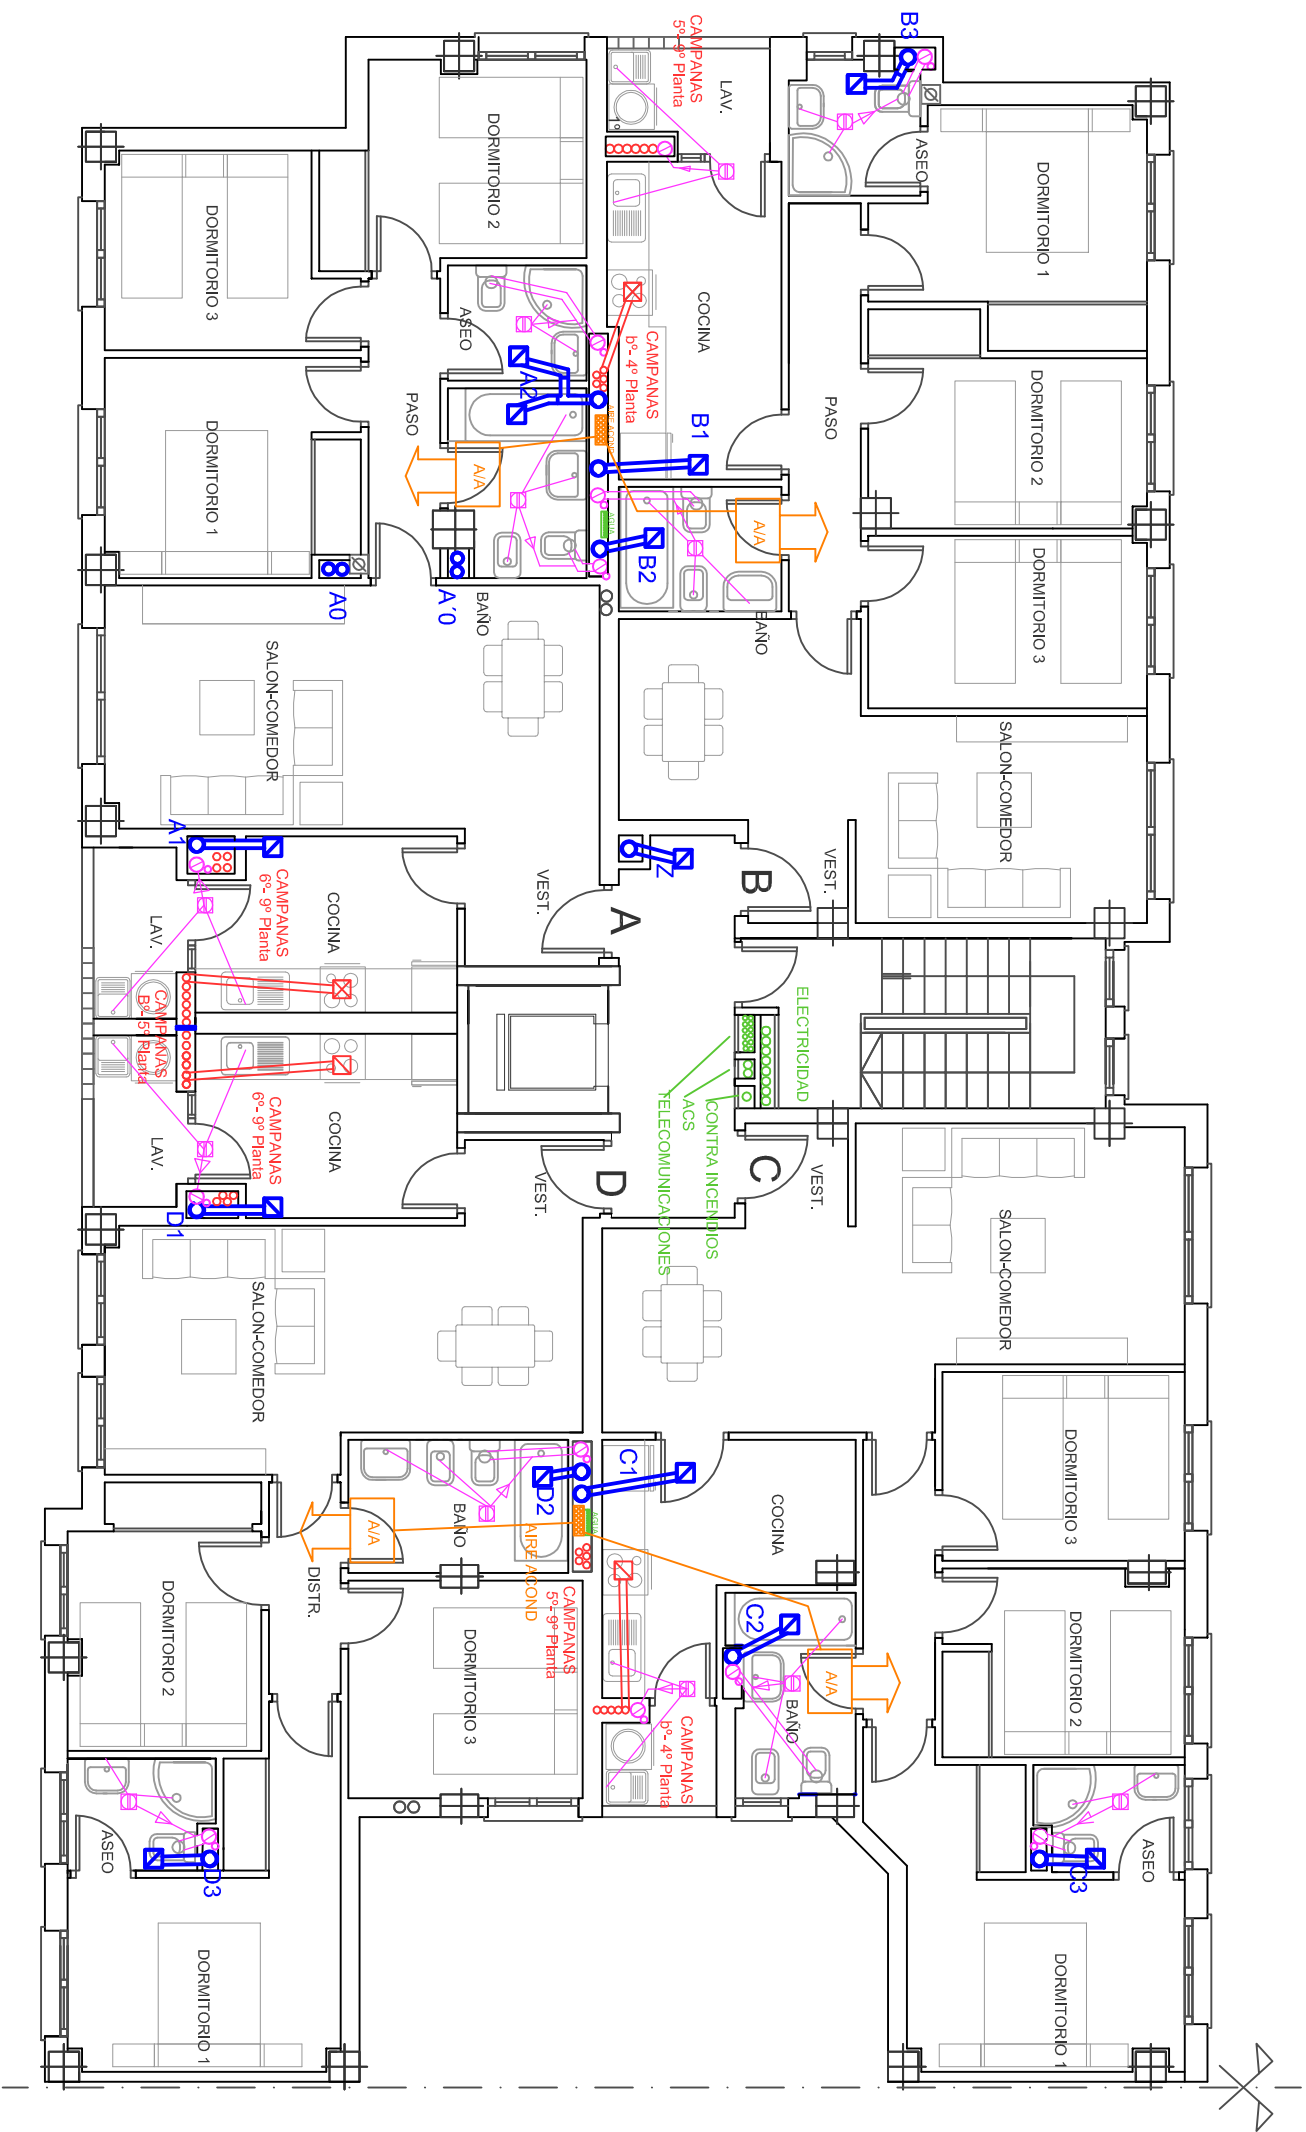 B3
CAMPANAS
5º- 9º Planta
LAV.
ASEO
DORMITORIO 1
DORMITORIO 2
DORMITORIO 3
COCINA
ASEO
CAMPANAS
bº- 4º Planta
A2
B1
DORMITORIO 2
PASO
PASO
DORMITORIO 1
AIRE ACOND
A/A
A/A
AGUA
B2
DORMITORIO 3
A0
A´0
BAÑO
BAÑO
SALON-COMEDOR
SALON-COMEDOR
A1
Z
B
VEST.
CAMPANAS
6º- 9º Planta
COCINA
VEST.
A
LAV.
CAMPANAS
Bº- 5º Planta
ELECTRICIDAD
TELECOMUNICACIONES
ACS
CONTRA INCENDIOS
CAMPANAS
6º- 9º Planta
COCINA
LAV.
VEST.
D
C
VEST.
D1
SALON-COMEDOR
SALON-COMEDOR
C1
D2
BAÑO
A/A
AIRE ACOND
AGUA
COCINA
DORMITORIO 3
DISTR.
CAMPANAS
5º- 9º Planta
C2
DORMITORIO 2
DORMITORIO 3
A/A
BAÑO
DORMITORIO 2
CAMPANAS
bº- 4º Planta
ASEO
D3
C3
ASEO
DORMITORIO 1
DORMITORIO 1